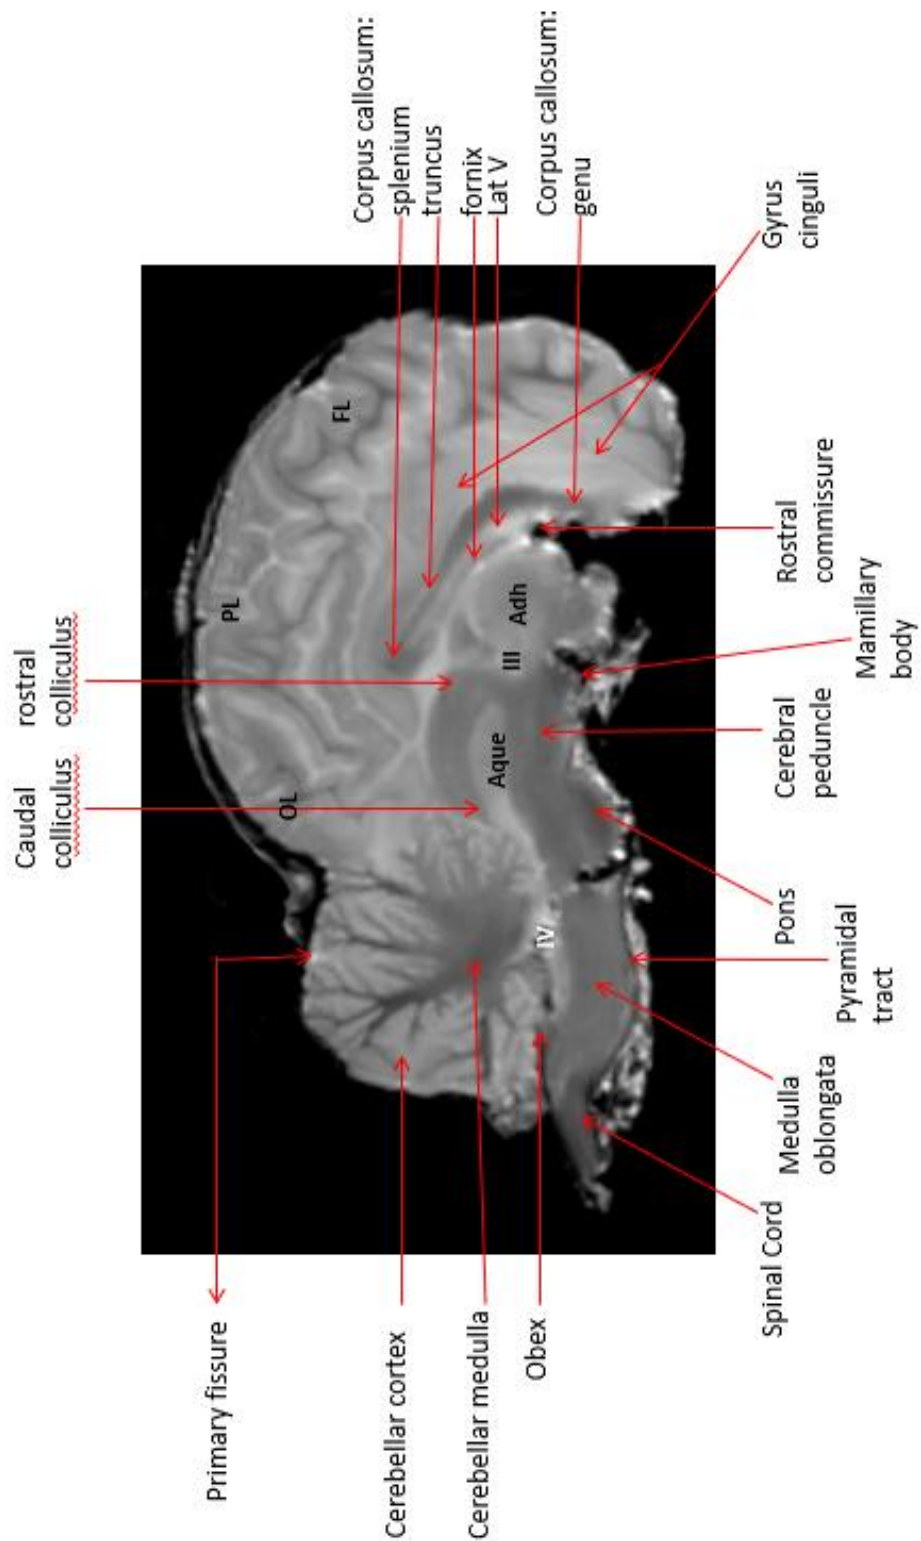 Caudal
colliculus
rostral
colliculus
Corpus callosum:
splenium
truncus
fornix
Lat V
Corpus callosum:
genu
Gyrus
cinguli
Primary fissure
Cerebellar cortex
Cerebellar medulla
Obex
OL
PL
FL
IV
Aque
III
Adh
Spinal Cord
Medulla
oblongata
Pyramidal
tract
Pons
Cerebral
peduncle
Mamillary
body
Rostral
commissure